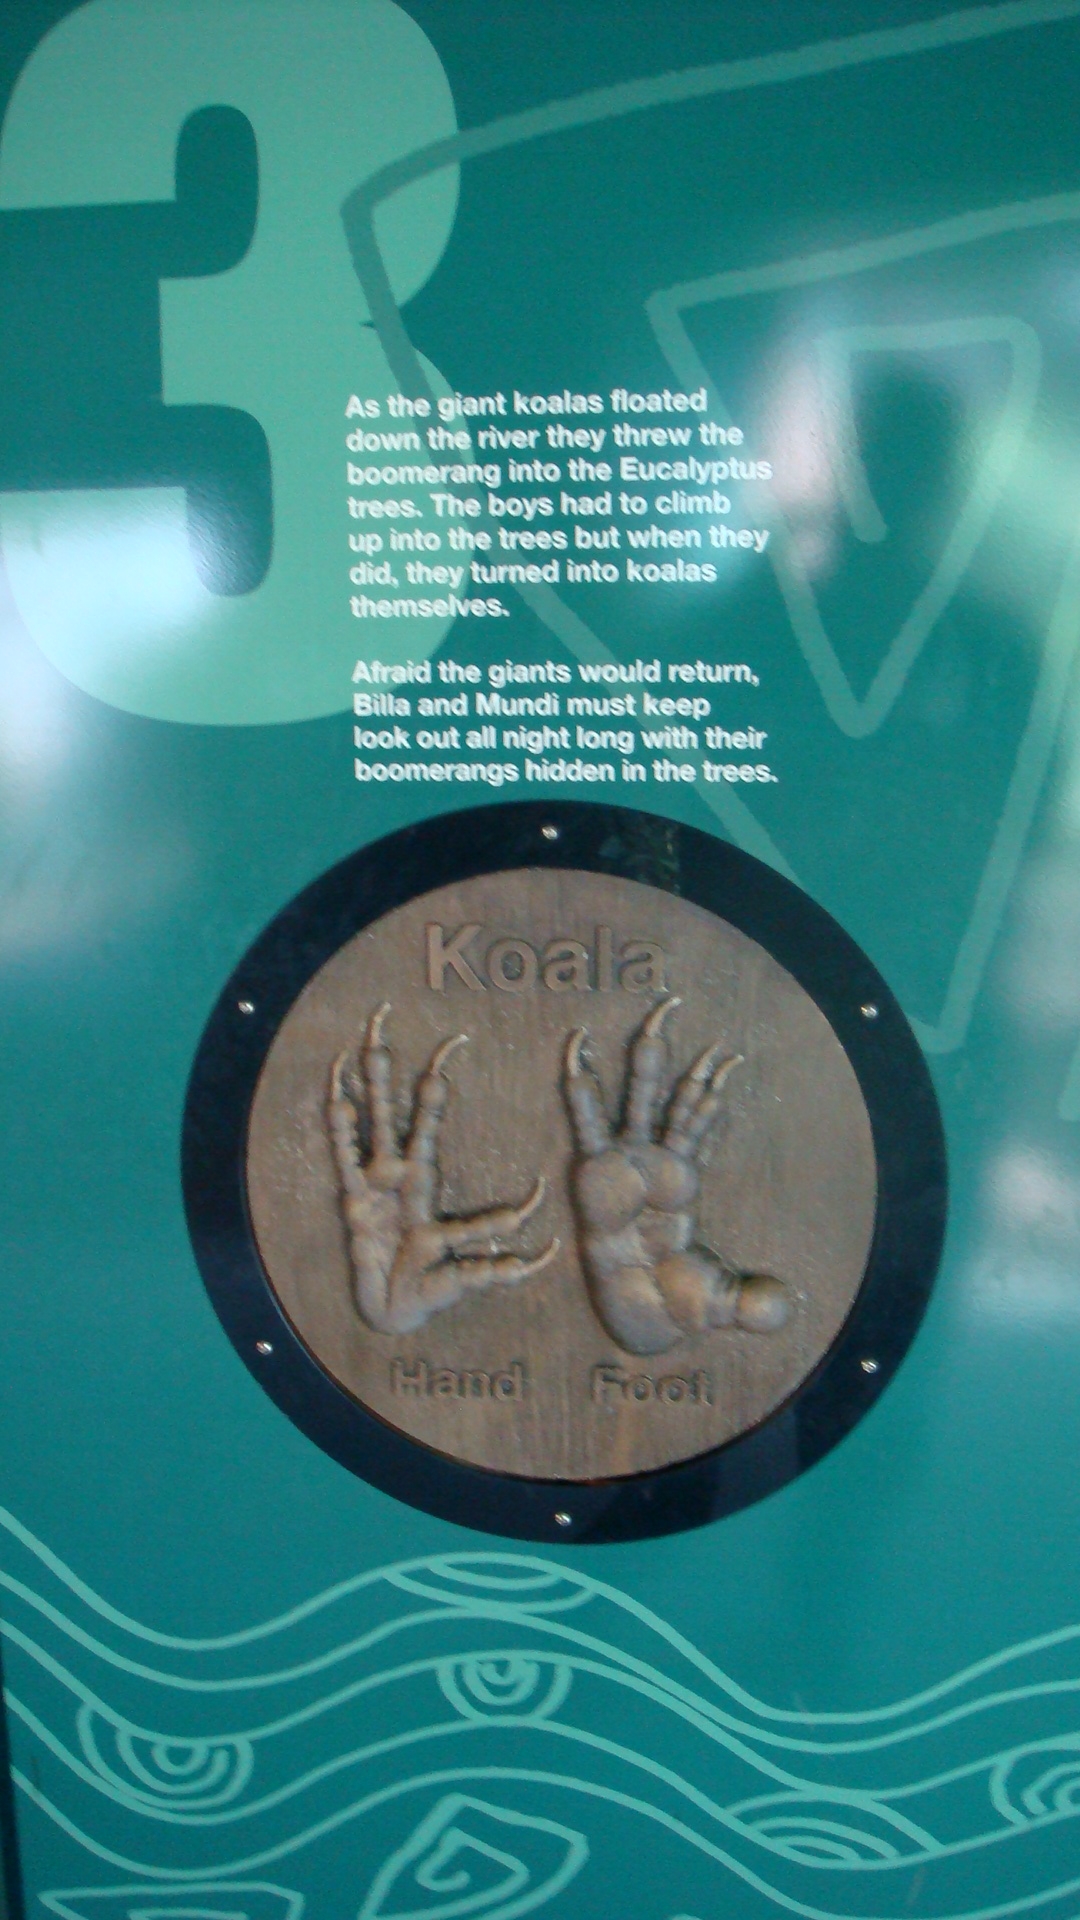 3
As the giant koalas floated
down the river they threw the
boomerang into the Eucalyptus
trees. The boys had to climb
up into the trees but when they
did, they turned into koalas
themselves.
Afraid the giants would return,
Billa and Mundi must keep
look out all night long with their
boomerangs hidden in the trees.
Koala
Hand Foot